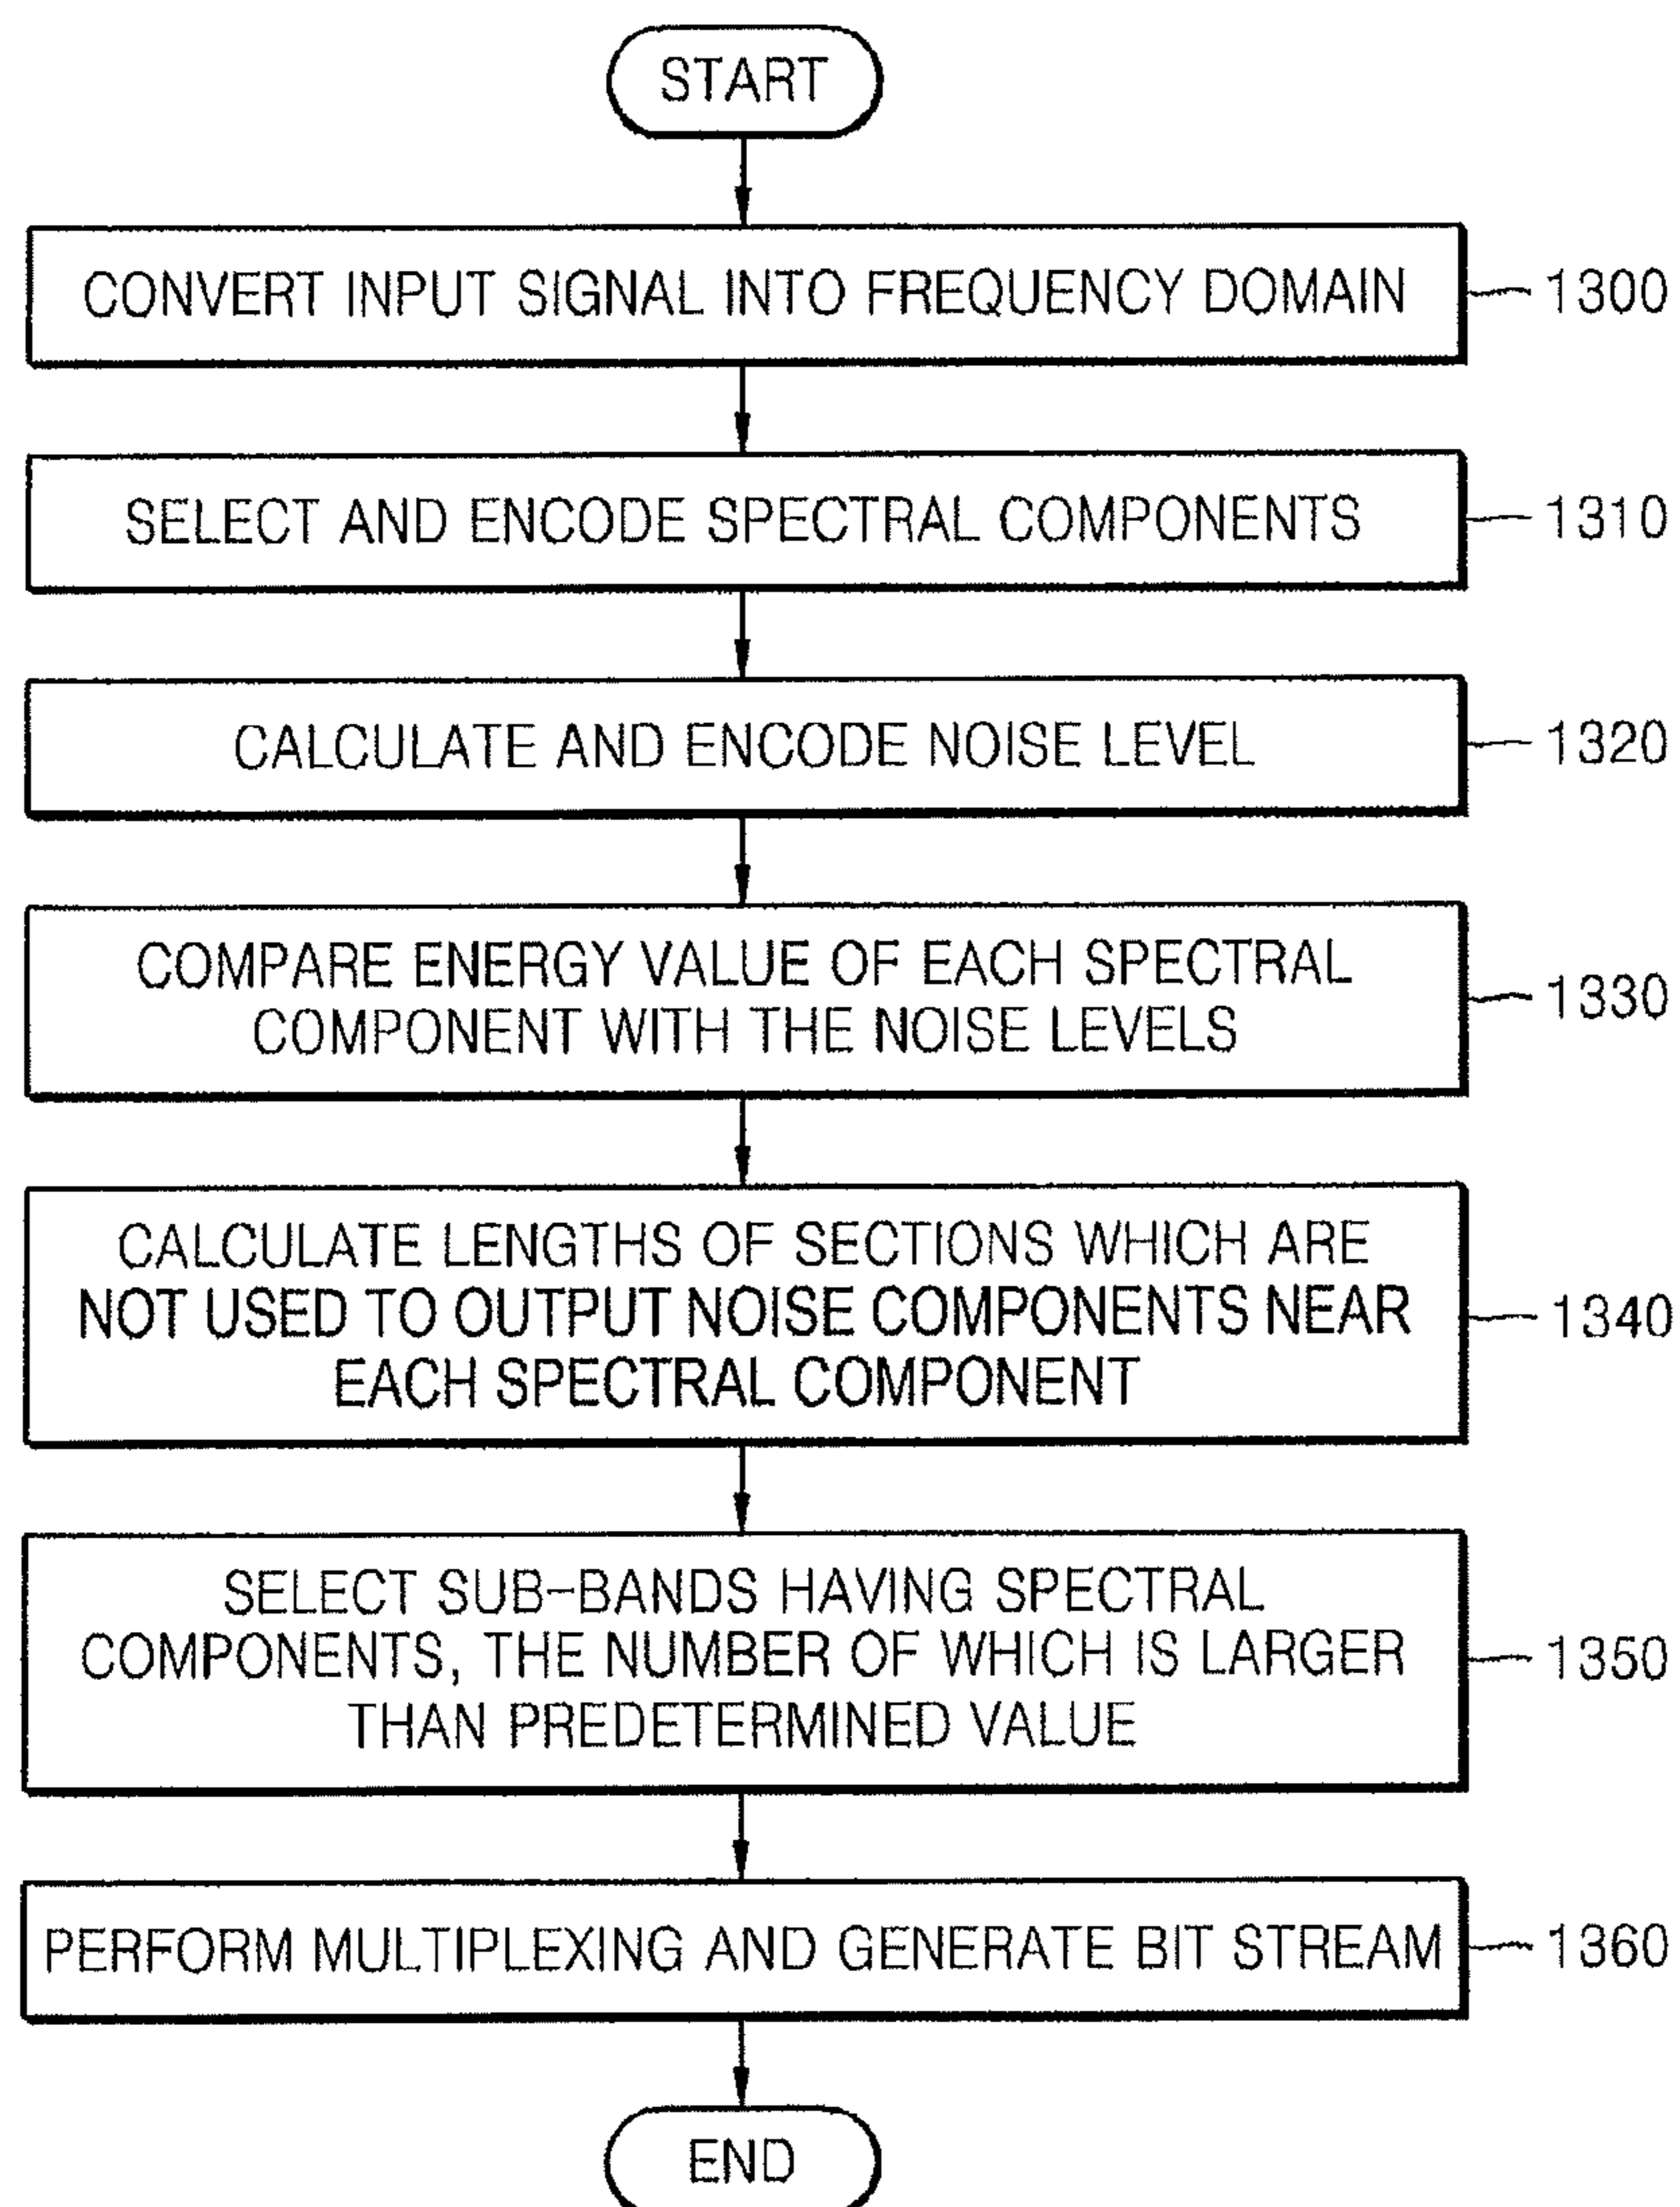 START
CONVERT INPUT SIGNAL INTO FREQUENCY DOMAIN
1300
SELECT AND ENCODE SPECTRAL COMPONENTS
1310
CALCULATE AND ENCODE NOISE LEVEL
1320
COMPARE ENERGY VALUE OF EACH SPECTRAL
COMPONENT WITH THE NOISE LEVELS
1330
CALCULATE LENGTHS OF SECTIONS WHICH ARE
NOT USED TO OUTPUT NOISE COMPONENTS NEAR
EACH SPECTRAL COMPONENT
1340
SELECT SUB-BANDS HAVING SPECTRAL
COMPONENTS, THE NUMBER OF WHICH IS LARGER
THAN PREDETERMINED VALUE
1350
PERFORM MULTIPLEXING AND GENERATE BIT STREAM
1360
END